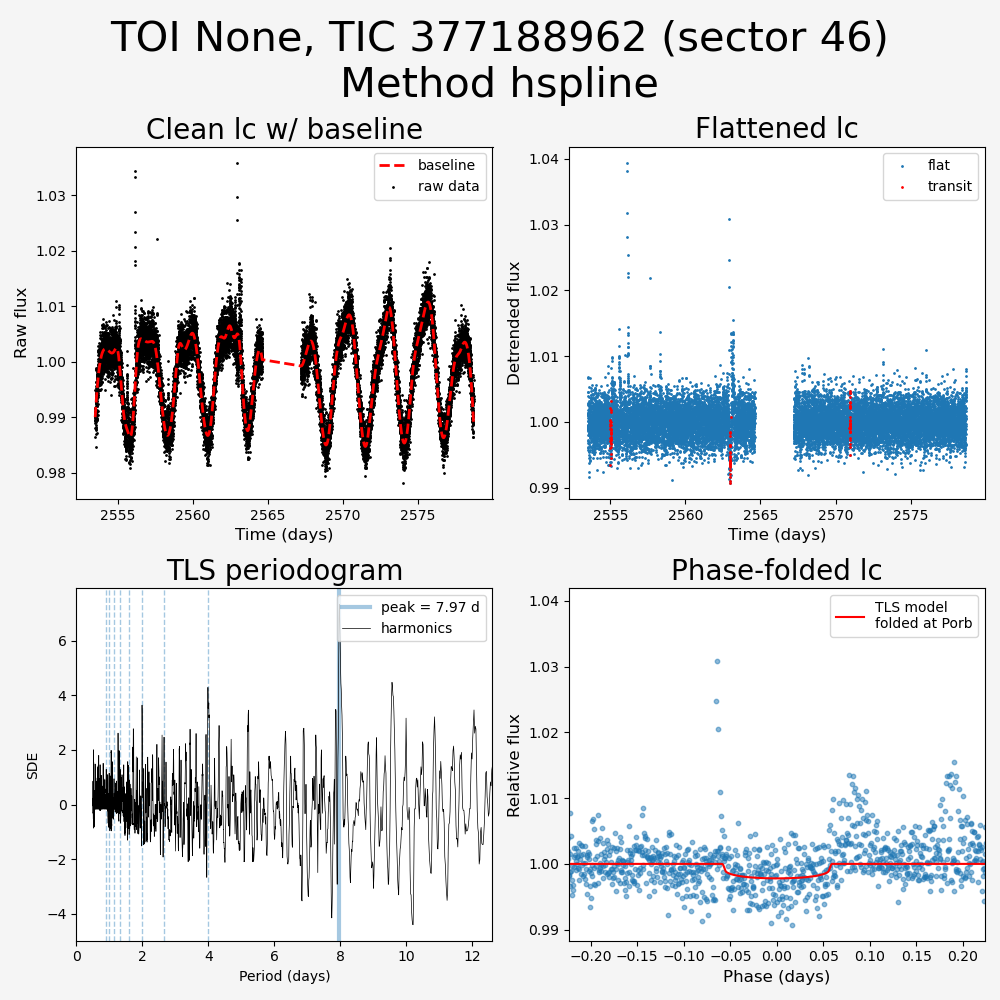 TOI None, TIC 377188962 (sector 46)
Method hspline
Clean lc w/ baseline
baseline
raw data
1.03
1.02
1.01
1.00
0.99
0.98
Raw flux
2555
2560
2565
2570
2575
Time (days)
Flattened lc
flat
transit
1.04
1.03
1.02
1.01
1.00
0.99
Detrended flux
2555
2560
2565
2570
2575
Time (days)
TLS periodogram
peak = 7.97 d
harmonics
6
4
2
0
−2
−4
SDE
0
2
4
6
8
10
12
Period (days)
Phase-folded lc
TLS model
folded at Porb
1.04
1.03
1.02
1.01
1.00
0.99
Relative flux
−0.20
−0.15
−0.10
−0.05
0.00
0.05
0.10
0.15
0.20
Phase (days)